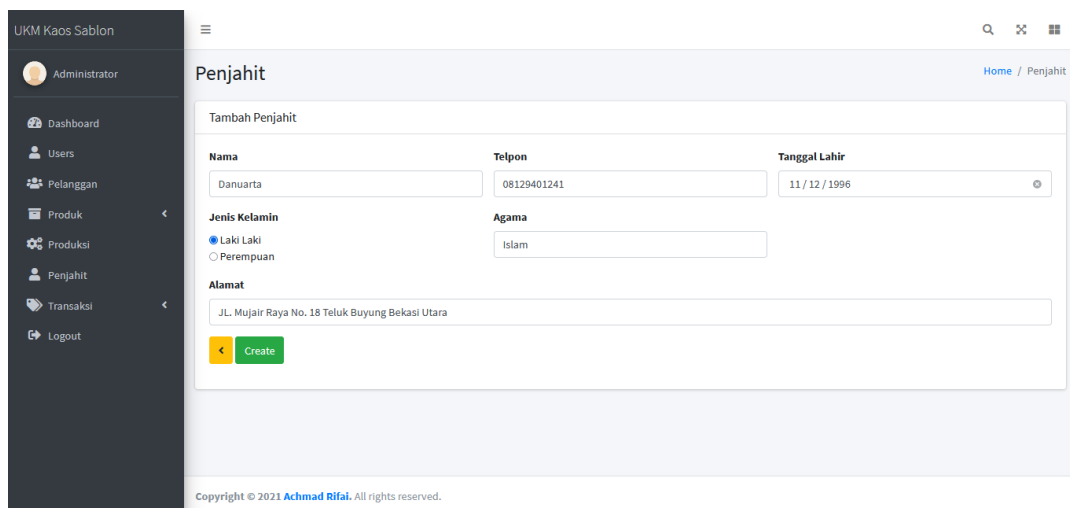 UKM Kaos Sablon
Administrator
Dashboard
Users
Pelanggan
Produk
Produksi
Penjahit
Transaksi
Logout
Penjahit
Home / Penjahit
Tambah Penjahit
Nama
Telpon
Tanggal Lahir
Danuarta
08129401241
11 / 12 / 1996
Jenis Kelamin
Agama
Laki Laki
Perempuan
Islam
Alamat
JL. Mujair Raya No. 18 Teluk Buyung Bekasi Utara
Create
Copyright © 2021 Achmad Rifai. All rights reserved.